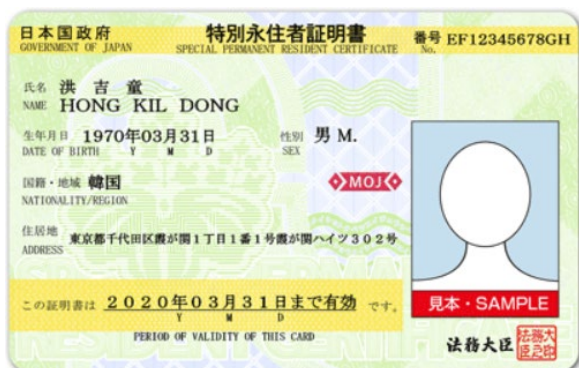 日本国政府 特別永住者証明書 番号 EF12345678GH
GOVERNMENT OF JAPAN SPECIAL PERMANENT RESIDENT CERTIFICATE No.
氏名 洪 吉 童
NAME HONG KIL DONG
生年月日 1970年03月31日 性別 男 M.
DATE OF BIRTH Y M D SEX
国籍・地域 韓国
NATIONALITY/REGION
MOJ
住居地 東京都千代田区霞が関1丁目1番1号霞が関ハイツ302号
ADDRESS
この証明書は 2020年03月31日まで有効 です。
Y M D
PERIOD OF VALIDITY OF THIS CARD
見本・SAMPLE
法務大臣